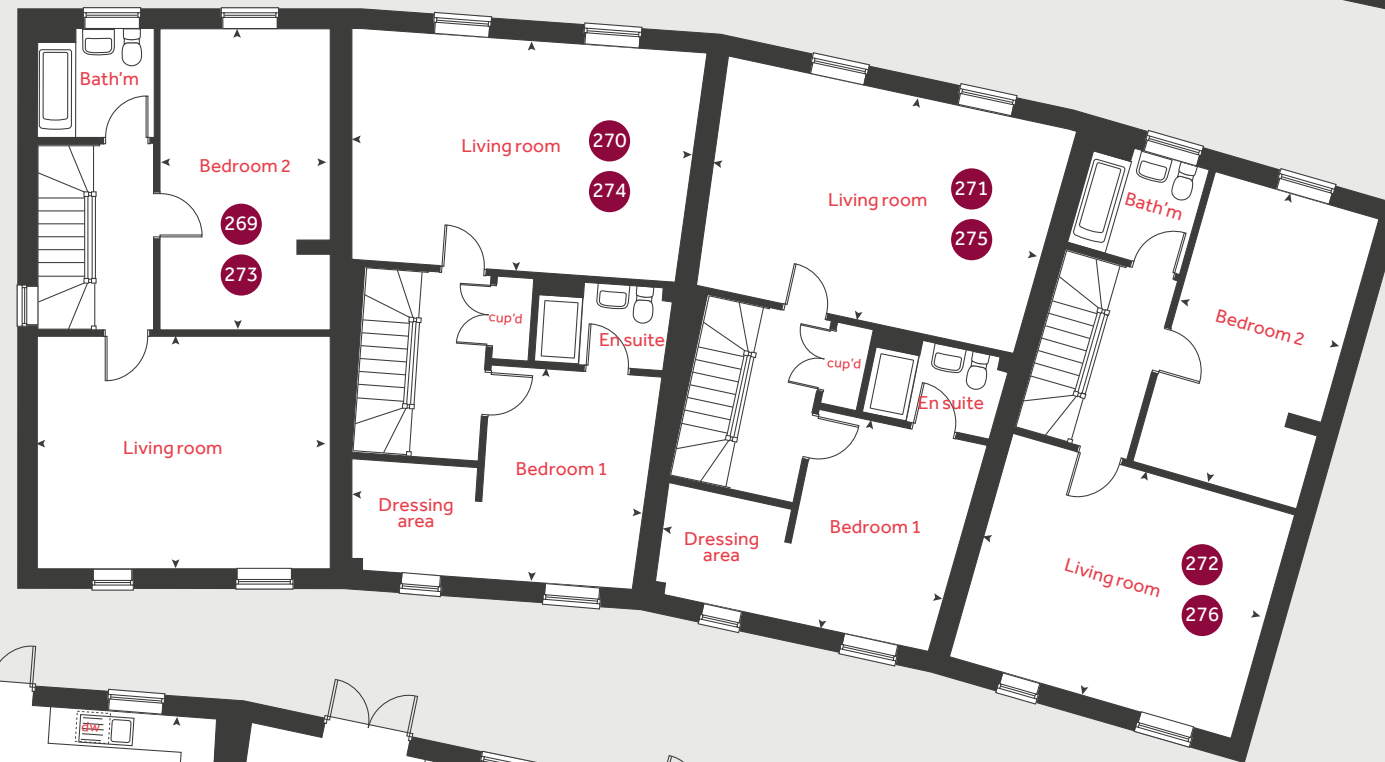 Bath'm
Bedroom 2
269
273
Living room
Living room
270
274
cup'd
En suite
Bedroom 1
Dressing
area
Living room
271
275
cup'd
En suite
Bedroom 1
Dressing
area
Bath'm
Bedroom 2
Living room
272
276
dw